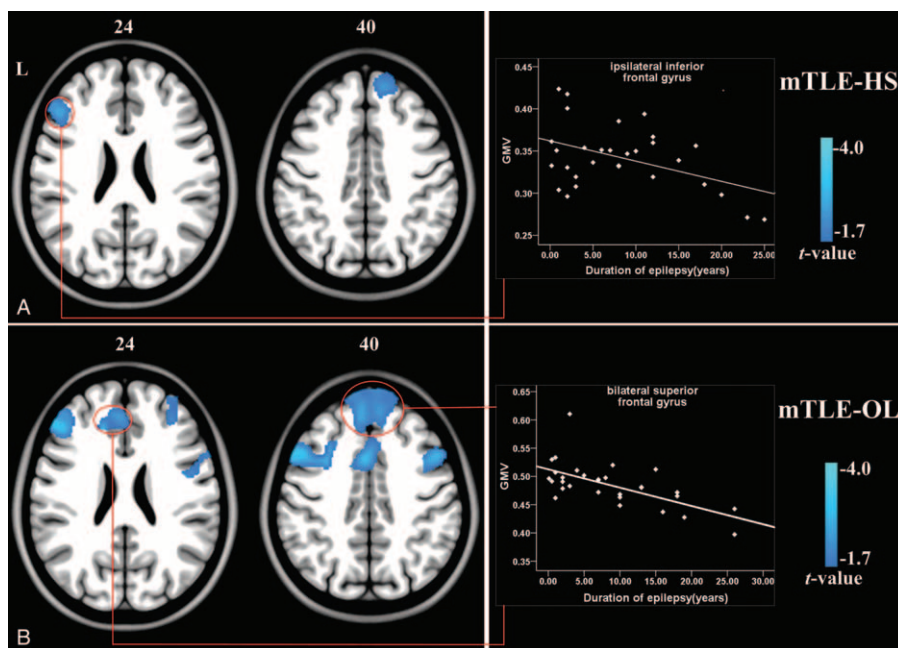 24
40
L
A
ipsilateral inferior
frontal gyrus
0.45
0.40
0.35
0.30
0.25
GMV
.00
5.00
10.00
15.00
20.00
25.00
Duration of epilepsy(years)
mTLE-HS
-4.0
-1.7
t-value
24
40
B
bilateral superior
frontal gyrus
0.65
0.60
0.55
0.50
0.45
0.40
0.35
GMV
.00
5.00
10.00
15.00
20.00
25.00
30.00
Duration of epilepsy(years)
mTLE-OL
-4.0
-1.7
t-value